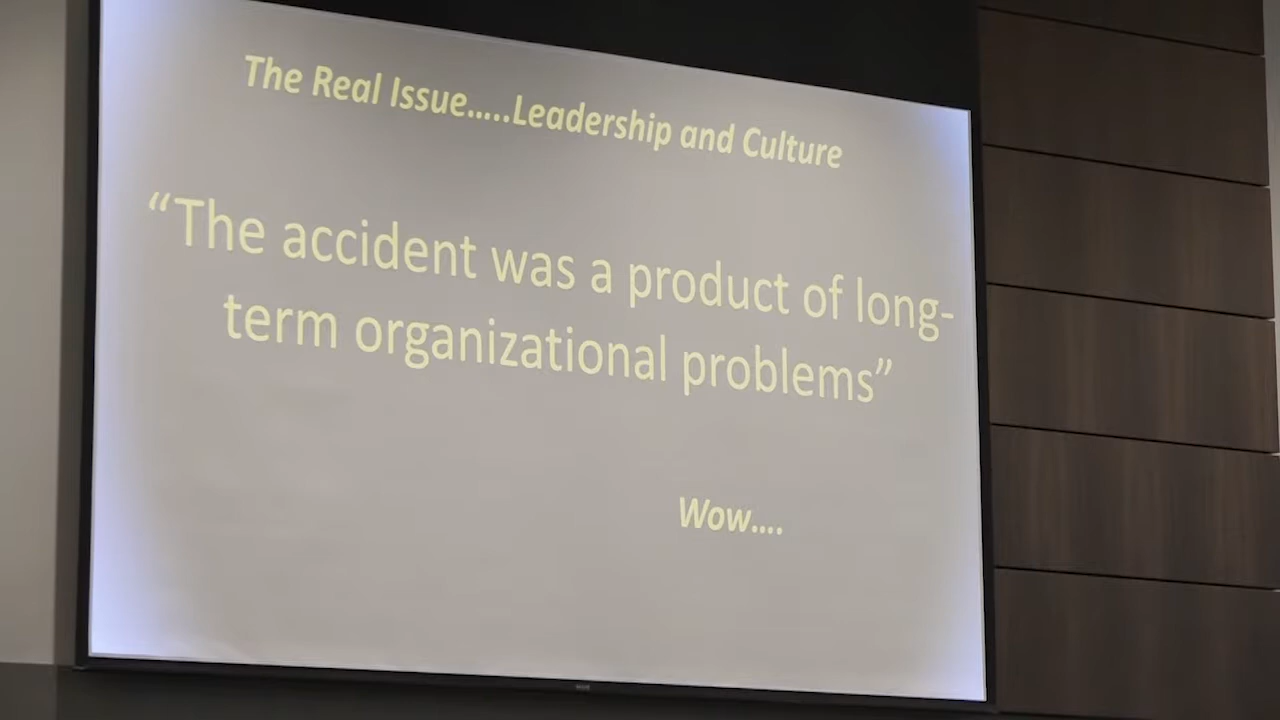 The Real Issue.....Leadership and Culture
“The accident was a product of long-
term organizational problems”
Wow....